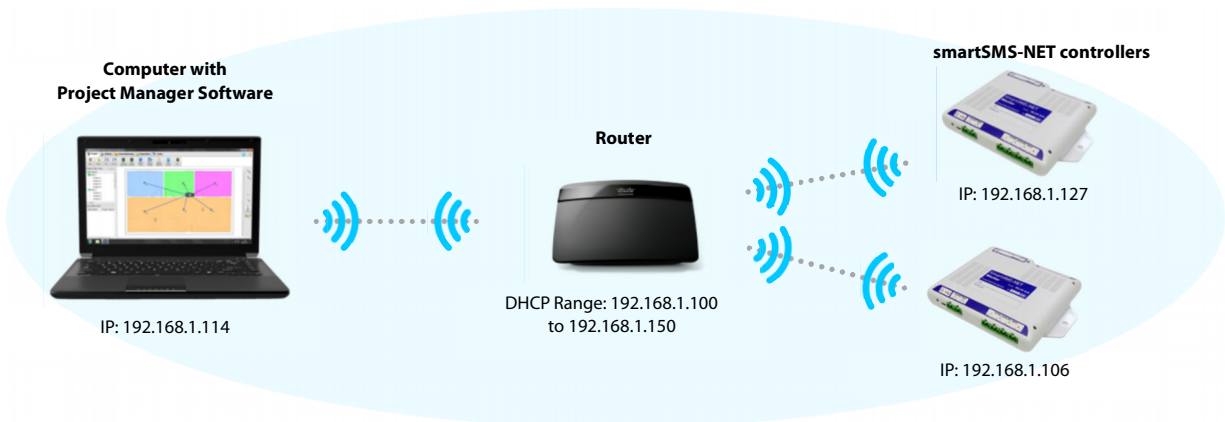 Computer with
Project Manager Software
IP: 192.168.1.114
Router
DHCP Range: 192.168.1.100
to 192.168.1.150
smartSMS-NET controllers
IP: 192.168.1.127
IP: 192.168.1.106